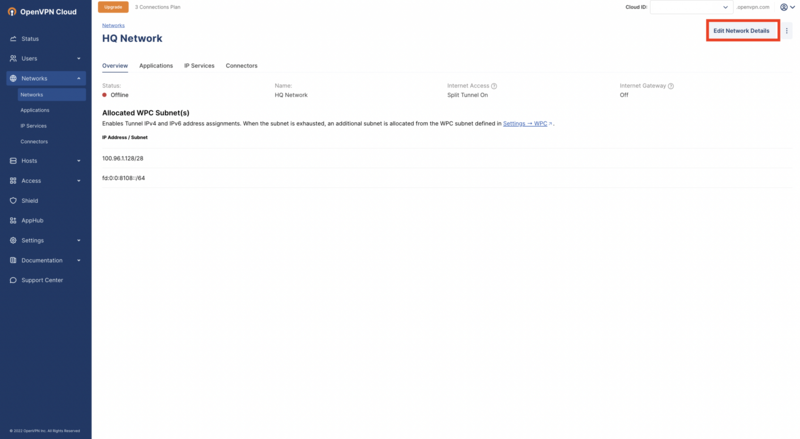 OpenVPN Cloud
Upgrade
3 Connections Plan
Cloud ID:
.openvpn.com
Status
Users
Networks
Networks
Applications
IP Services
Connectors
Hosts
Access
Shield
AppHub
Settings
Documentation
Support Center
© 2023 OpenVPN Inc. All Rights Reserved
Networks
HQ Network
Edit Network Details
Overview
Applications
IP Services
Connectors
Status:
Offline
Name:
HQ Network
Internet Access
Split Tunnel On
Internet Gateway
Off
Allocated WPC Subnet(s)
Enables Tunnel IPv4 and IPv6 address assignments. When the subnet is exhausted, an additional subnet is allocated from the WPC subnet defined in Settings → WPC .
IP Address / Subnet
100.96.1.128/28
fd:0:0:8108::/64